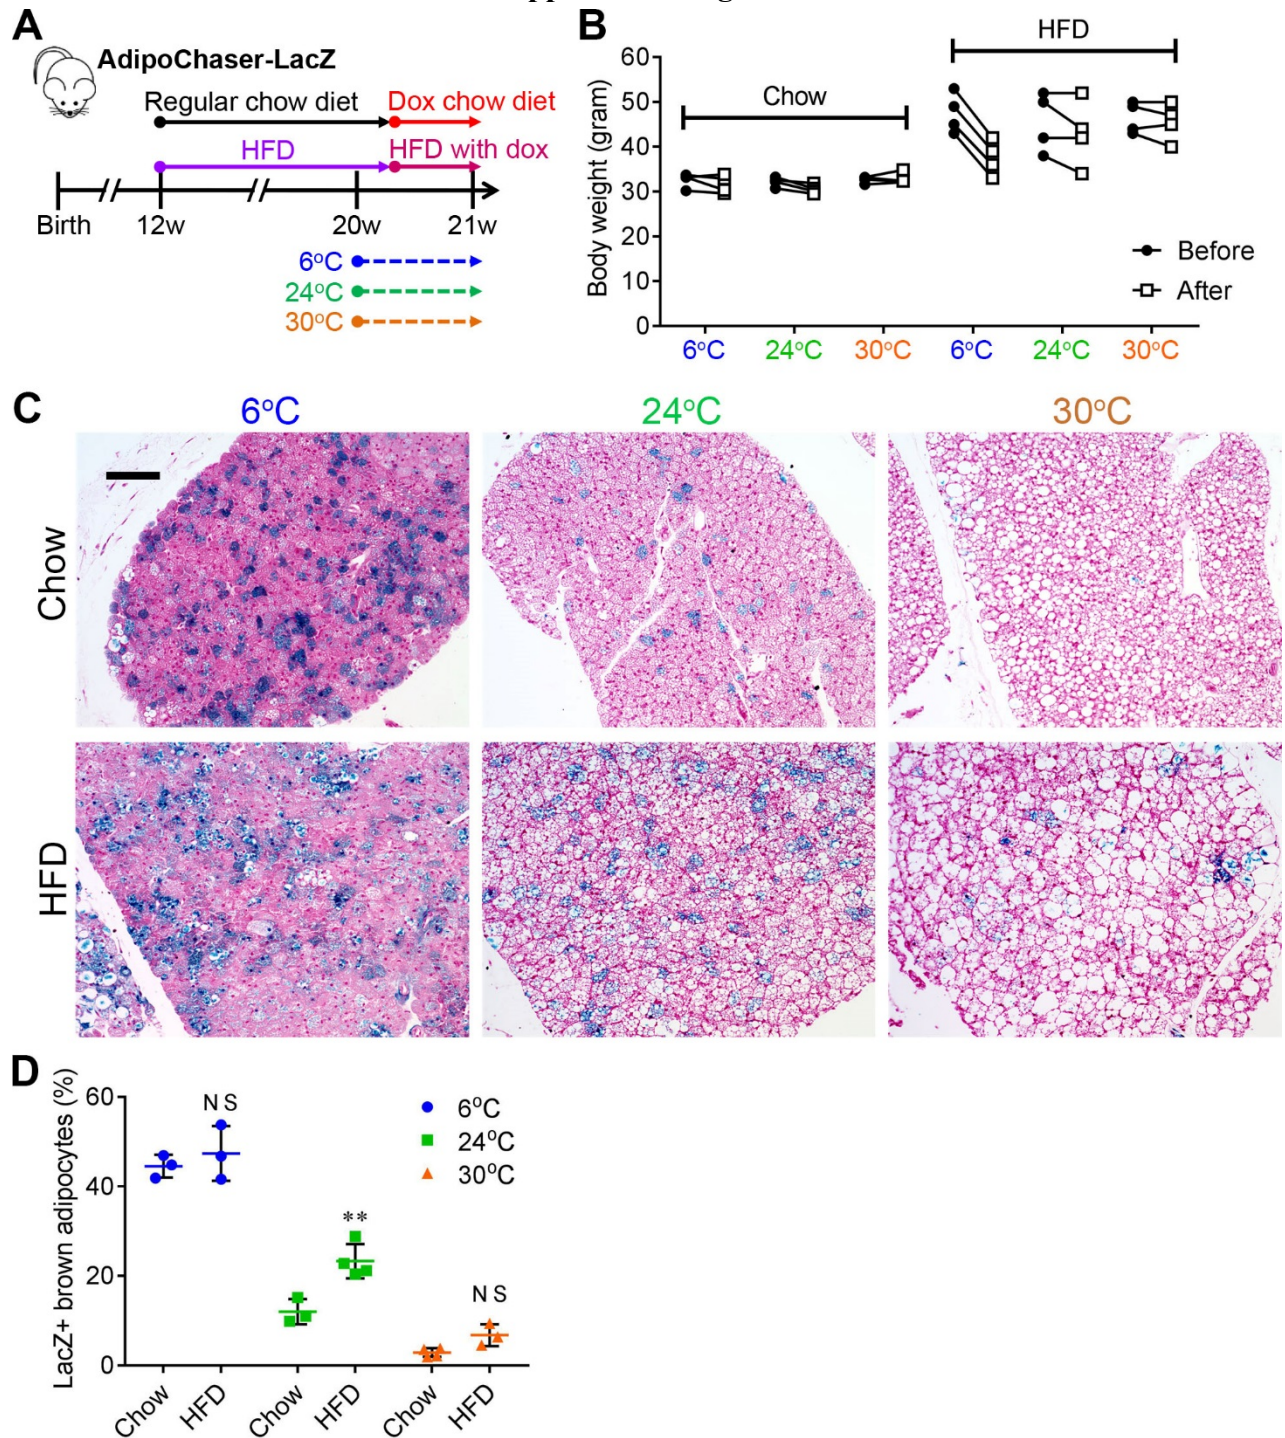 A
AdipoChaser-LacZ
Regular chow diet
Dox chow diet
HFD
HFD with dox
Birth
12w
20w
21w
6°C
24°C
30°C
B
HFD
Chow
Body weight (gram)
60
50
40
30
20
10
0
Before
After
6°C 24°C 30°C 6°C 24°C 30°C
C
6°C 24°C 30°C
Chow
HFD
D
LacZ+ brown adipocytes (%)
60
40
20
0
N S
**
N S
6°C
24°C
30°C
Chow HFD Chow HFD Chow HFD